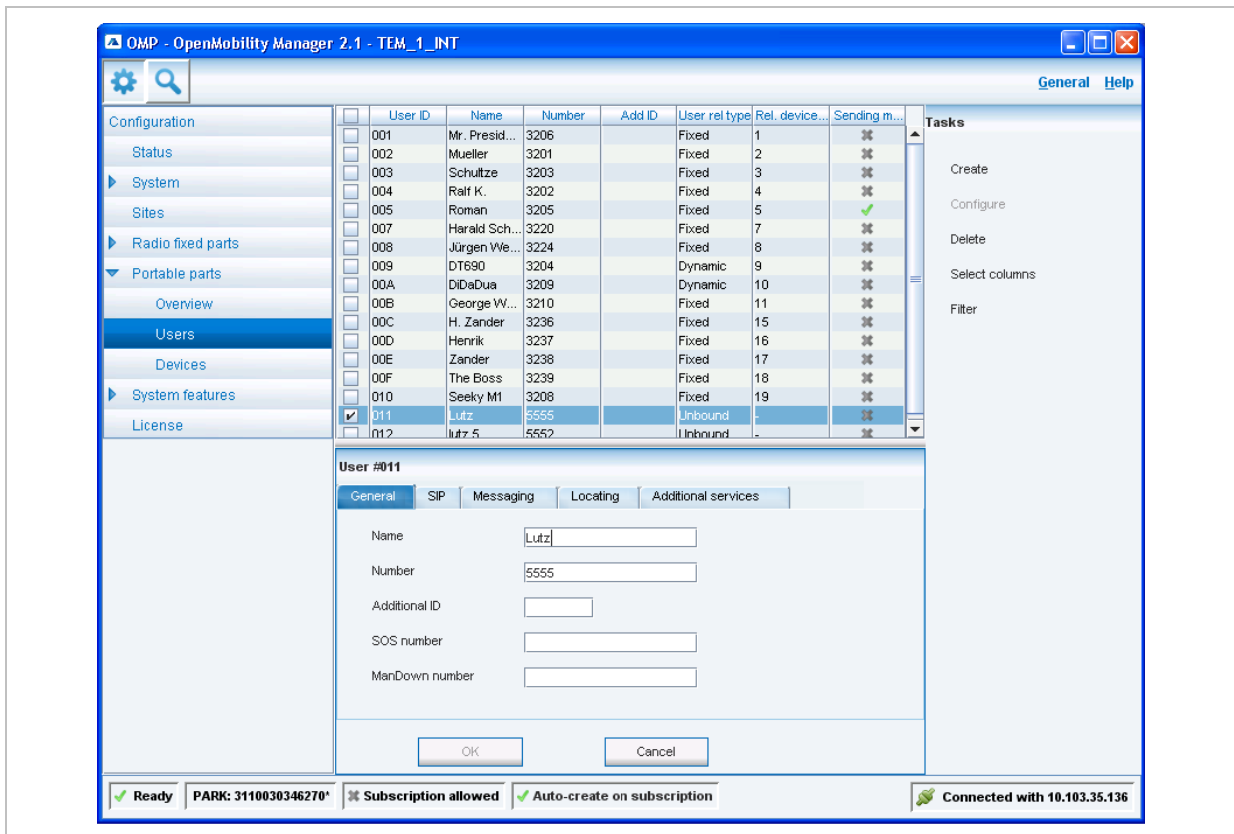 OMP - OpenMobility Manager 2.1 - TEM_1_INT
General Help
Configuration
Status
System
Sites
Radio fixed parts
Portable parts
Overview
Users
Devices
System features
License
User ID Name Number Add ID User rel type Rel. device... Sending m...
001 Mr. Presid... 3206 Fixed 1
002 Mueller 3201 Fixed 2
003 Schultze 3203 Fixed 3
004 Ralf K. 3202 Fixed 4
005 Roman 3205 Fixed 5
007 Harald Sch... 3220 Fixed 7
008 Jürgen We... 3224 Fixed 8
009 DT690 3204 Dynamic 9
00A DiDaDua 3209 Dynamic 10
00B George W... 3210 Fixed 11
00C H. Zander 3236 Fixed 15
00D Henrik 3237 Fixed 16
00E Zander 3238 Fixed 17
00F The Boss 3239 Fixed 18
010 Seeky M1 3208 Fixed 19
011 Lutz 5555 Unbound -
012 lutz 5 5552 Unbound -
Tasks
Create
Configure
Delete
Select columns
Filter
User #011
General SIP Messaging Locating Additional services
Name Lutz
Number 5555
Additional ID
SOS number
ManDown number
OK Cancel
Ready PARK: 3110030346270* Subscription allowed Auto-create on subscription Connected with 10.103.35.136